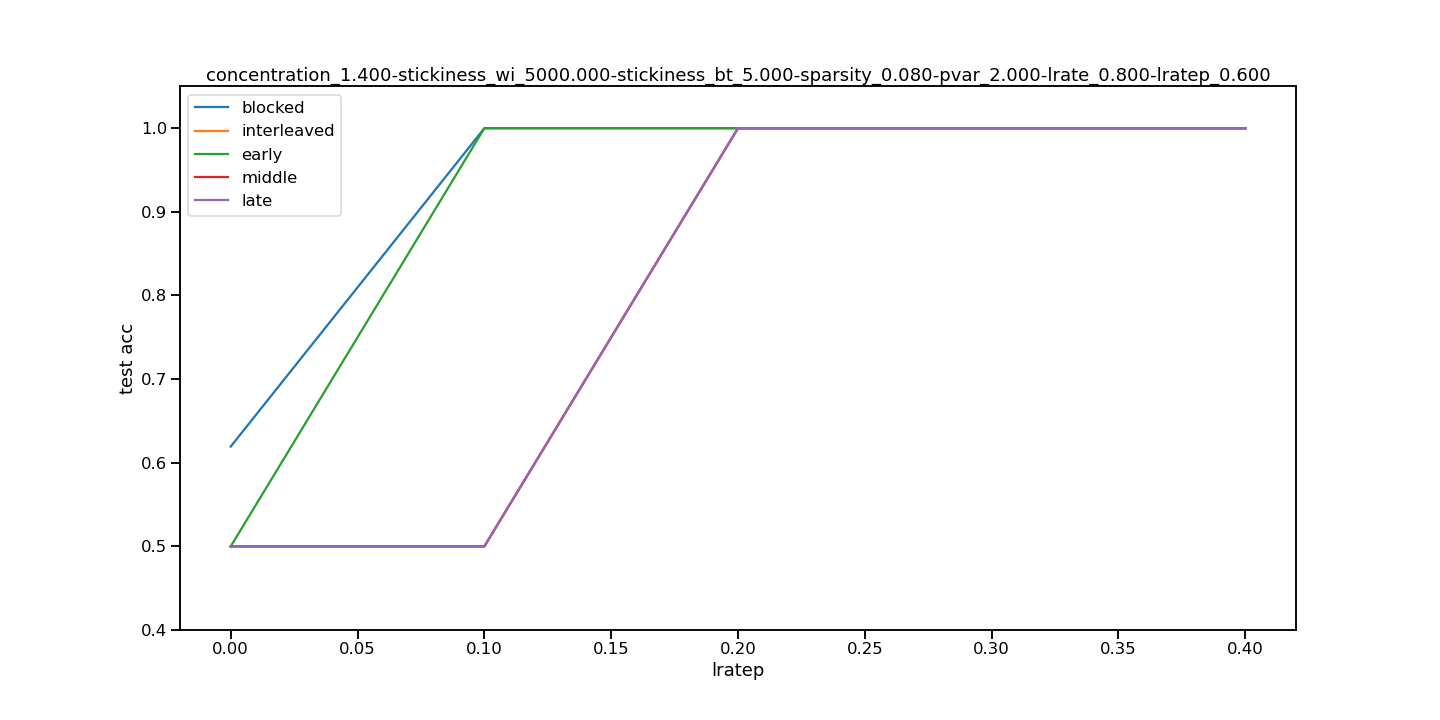 concentration_1.400-stickiness_wi_5000.000-stickiness_bt_5.000-sparsity_0.080-pvar_2.000-lrate_0.800-lratep_0.600
blocked
interleaved
early
middle
late
1.0
0.9
0.8
0.7
0.6
0.5
0.4
test acc
0.00 0.05 0.10 0.15 0.20 0.25 0.30 0.35 0.40
lratep